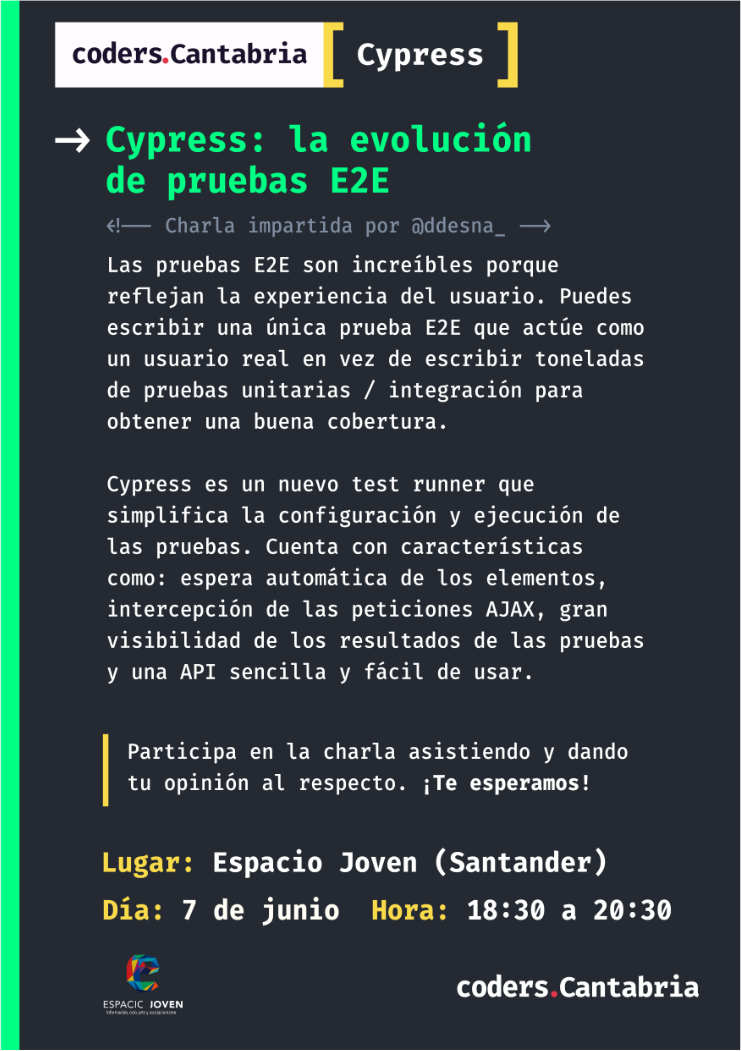 coders.Cantabria [ Cypress ]
→ Cypress: la evolución
de pruebas E2E
<!-- Charla impartida por @ddesna_ -->
Las pruebas E2E son increíbles porque
reflejan la experiencia del usuario. Puedes
escribir una única prueba E2E que actúe como
un usuario real en vez de escribir toneladas
de pruebas unitarias / integración para
obtener una buena cobertura.
Cypress es un nuevo test runner que
simplifica la configuración y ejecución de
las pruebas. Cuenta con características
como: espera automática de los elementos,
intercepción de las peticiones AJAX, gran
visibilidad de los resultados de las pruebas
y una API sencilla y fácil de usar.
Participa en la charla asistiendo y dando
tu opinión al respecto. ¡Te esperamos!
Lugar: Espacio Joven (Santander)
Día: 7 de junio Hora: 18:30 a 20:30
ESPACIC JOVEN
coders.Cantabria